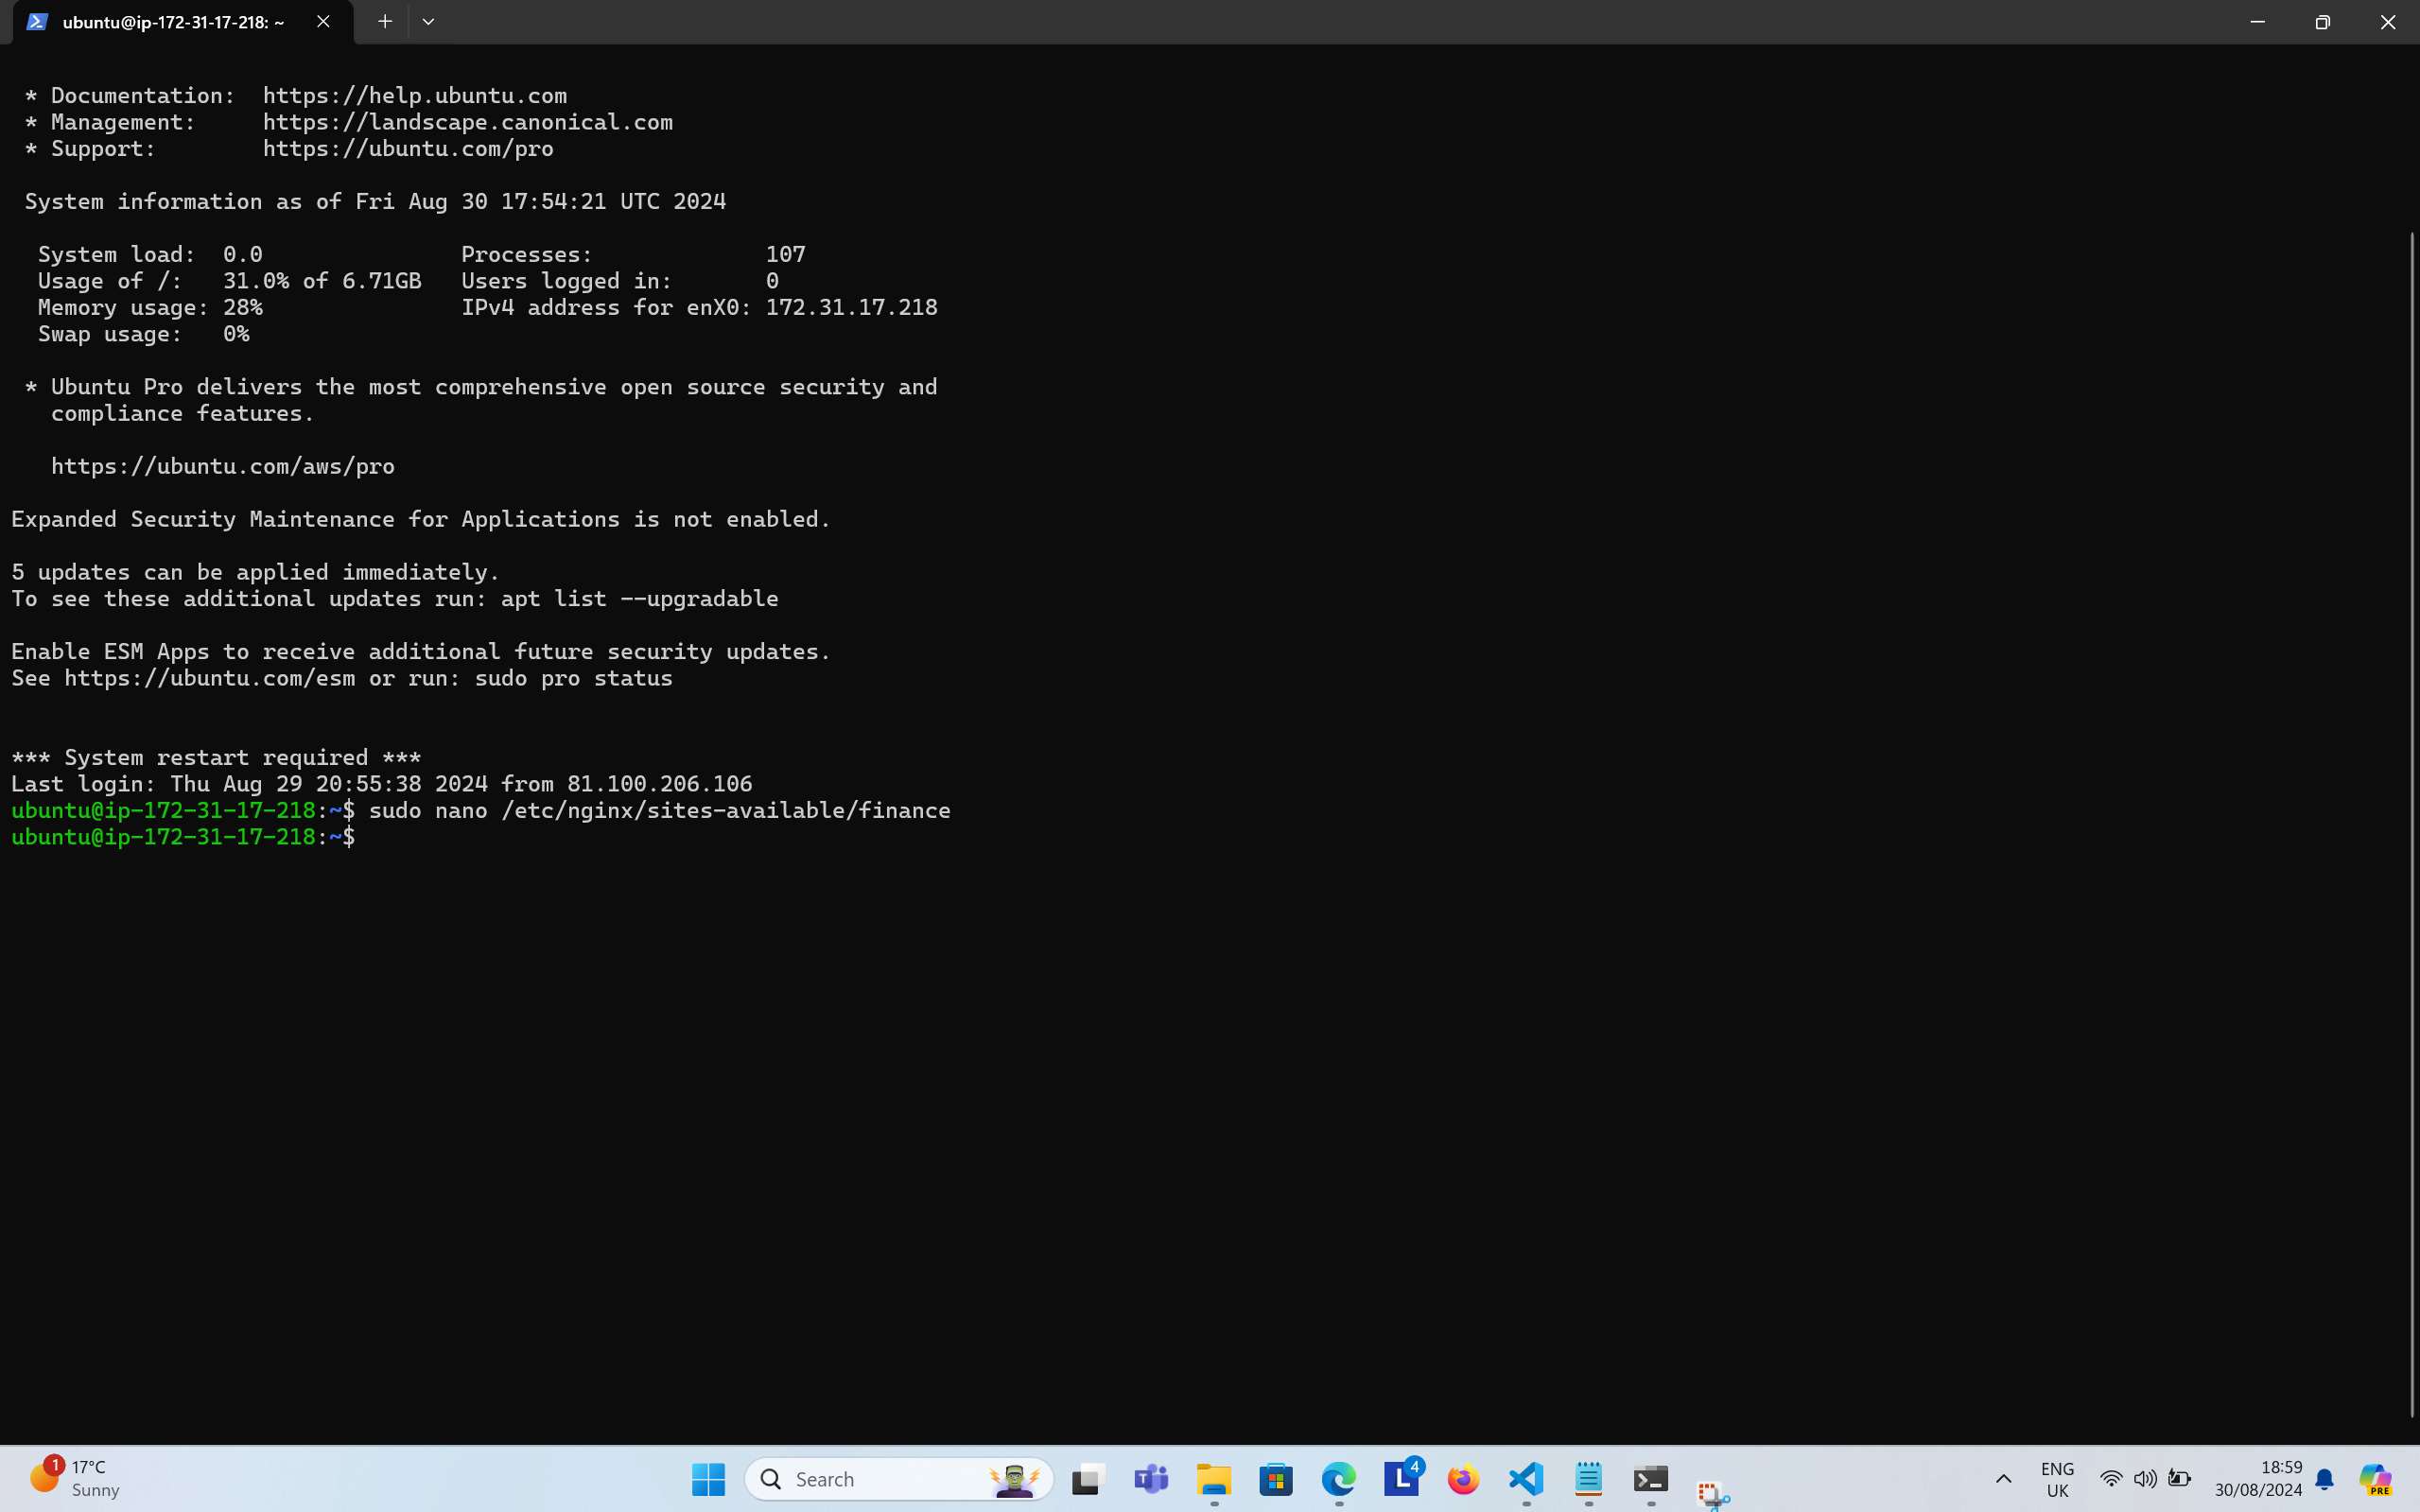 ubuntu@ip-172-31-17-218: ~
* Documentation:  https://help.ubuntu.com
* Management:     https://landscape.canonical.com
* Support:        https://ubuntu.com/pro
System information as of Fri Aug 30 17:54:21 UTC 2024
System load:  0.0               Processes:             107
Usage of /:   31.0% of 6.71GB   Users logged in:       0
Memory usage: 28%               IPv4 address for enX0: 172.31.17.218
Swap usage:   0%
* Ubuntu Pro delivers the most comprehensive open source security and
compliance features.
https://ubuntu.com/aws/pro
Expanded Security Maintenance for Applications is not enabled.
5 updates can be applied immediately.
To see these additional updates run: apt list --upgradable
Enable ESM Apps to receive additional future security updates.
See https://ubuntu.com/esm or run: sudo pro status
*** System restart required ***
Last login: Thu Aug 29 20:55:38 2024 from 81.100.206.106
ubuntu@ip-172-31-17-218:~$ sudo nano /etc/nginx/sites-available/finance
ubuntu@ip-172-31-17-218:~$
1
17°C
Sunny
Search
T
L
4
ENG
UK
18:59
30/08/2024
PRE